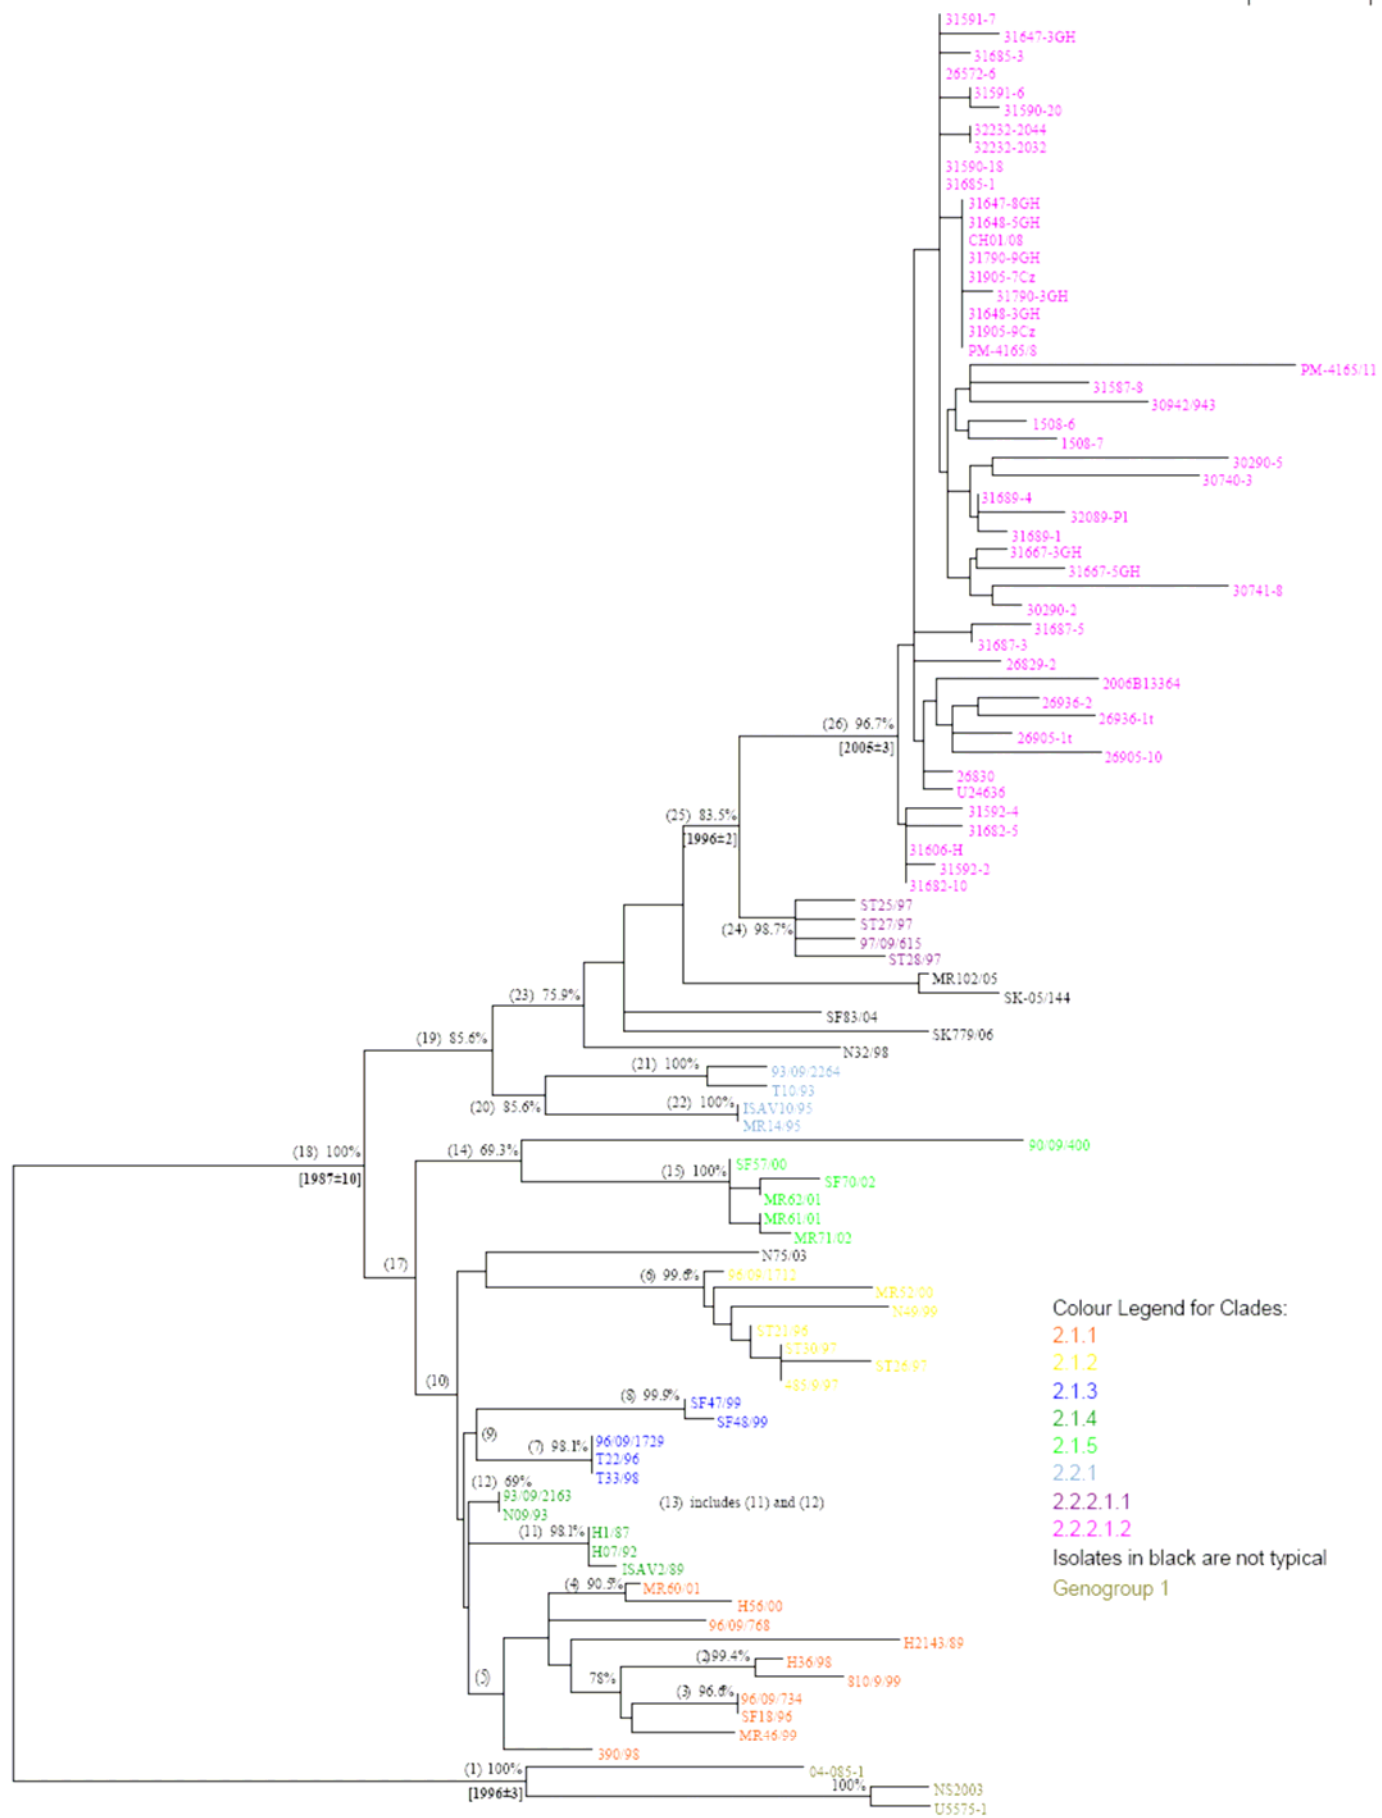 31591-7
31647-3GH
31685-3
26572-6
31591-6
31590-20
32232-2044
32232-2032
31590-18
31685-1
31647-8GH
31648-5GH
CH01/08
31790-9GH
31905-7Cz
31790-3GH
31648-3GH
31905-9Cz
PM-4165/8
PM-4165/11
31587-8
30942/943
1508-6
1508-7
30290-5
30740-3
31689-4
32089-P1
31689-1
31667-3GH
31667-5GH
30741-8
30290-2
31687-5
31687-3
26829-2
2006B13364
26936-2
26936-1t
(26) 96.7%
26905-1t
[2005±3]
26905-10
26830
U24636
31592-4
(25) 83.5%
31682-5
[1996±2]
31606-H
31592-2
31682-10
ST25/97
ST27/97
(24) 98.7%
97/09/615
ST28/97
MR102/05
(23) 75.9%
SK-05/144
SF83/04
SK779/06
(19) 85.6%
N32/98
(21) 100%
93/09/2264
T10/93
(22) 100%
(20) 85.6%
ISAV10/95
MR14/95
90/09/400
(18) 100%
(14) 69.3%
SF57/00
(15) 100%
[1987±10]
SF70/02
MR62/01
MR61/01
MR71/02
N75/03
(17)
(6) 99.6%
96/09/1712
MR52/00
N49/99
ST21/96
ST30/97
ST26/97
(10)
485/9/97
(8) 99.9%
SF47/99
SF48/99
(9)
(7) 98.1%
96/09/1729
T22/96
T33/98
(12) 69%
93/09/2163
(13) includes (11) and (12)
N09/93
(11) 98.1%
H1/87
H07/92
ISAV2/89
(4) 90.5%
MR60/01
H56/00
96/09/768
H2143/89
(2)99.4%
H36/98
(5)
78%
810/9/99
(3) 96.6%
96/09/734
SF18/96
MR46/99
390/98
(1) 100%
04-085-1
100%
NS2003
[1996±3]
U5575-1
Colour Legend for Clades:
2.1.1
2.1.2
2.1.3
2.1.4
2.1.5
2.2.1
2.2.2.1.1
2.2.2.1.2
Isolates in black are not typical
Genogroup 1